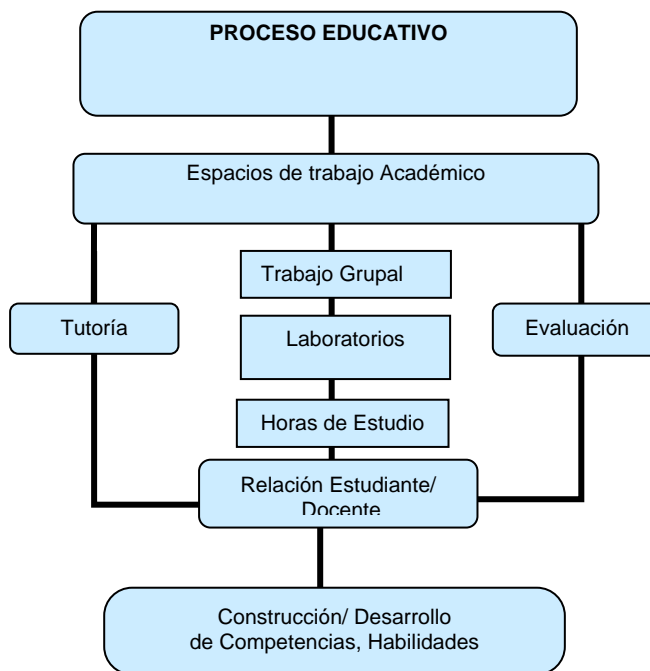 PROCESO EDUCATIVO
Espacios de trabajo Académico
Trabajo Grupal
Tutoría
Evaluación
Laboratorios
Horas de Estudio
Relación Estudiante/
Docente
Construcción/ Desarrollo
de Competencias, Habilidades